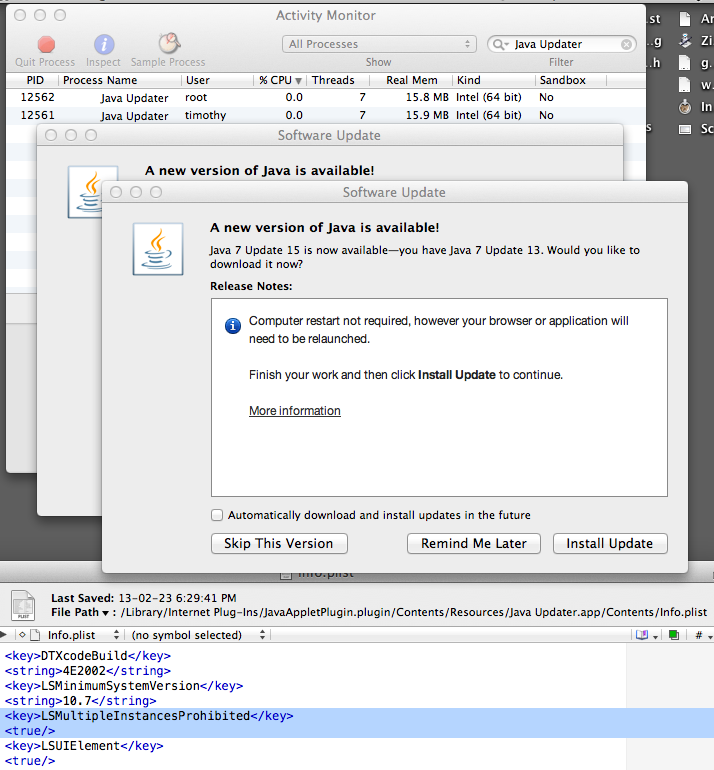 Activity Monitor
Quit Process Inspect Sample Process
All Processes
Show
Java Updater
Filter
PID Process Name User % CPU Threads Real Mem Kind Sandbox
12562 Java Updater root 0.0 7 15.8 MB Intel (64 bit) No
12561 Java Updater timothy 0.0 7 15.9 MB Intel (64 bit) No
Software Update
A new version of Java is available!
Software Update
A new version of Java is available!
Java 7 Update 15 is now available—you have Java 7 Update 13. Would you like to
download it now?
Release Notes:
Computer restart not required, however your browser or application will
need to be relaunched.
Finish your work and then click Install Update to continue.
More information
Automatically download and install updates in the future
Skip This Version Remind Me Later Install Update
Info.plist
PLIST
Last Saved: 13-02-23 6:29:41 PM
File Path ▾ : /Library/Internet Plug-Ins/JavaAppletPlugin.plugin/Contents/Resources/Java Updater.app/Contents/Info.plist
Info.plist (no symbol selected) #
<key>DTXcodeBuild</key>
<string>4E2002</string>
<key>LSMinimumSystemVersion</key>
<string>10.7</string>
<key>LSMultipleInstancesProhibited</key>
<true/>
<key>LSUIElement</key>
<true/>